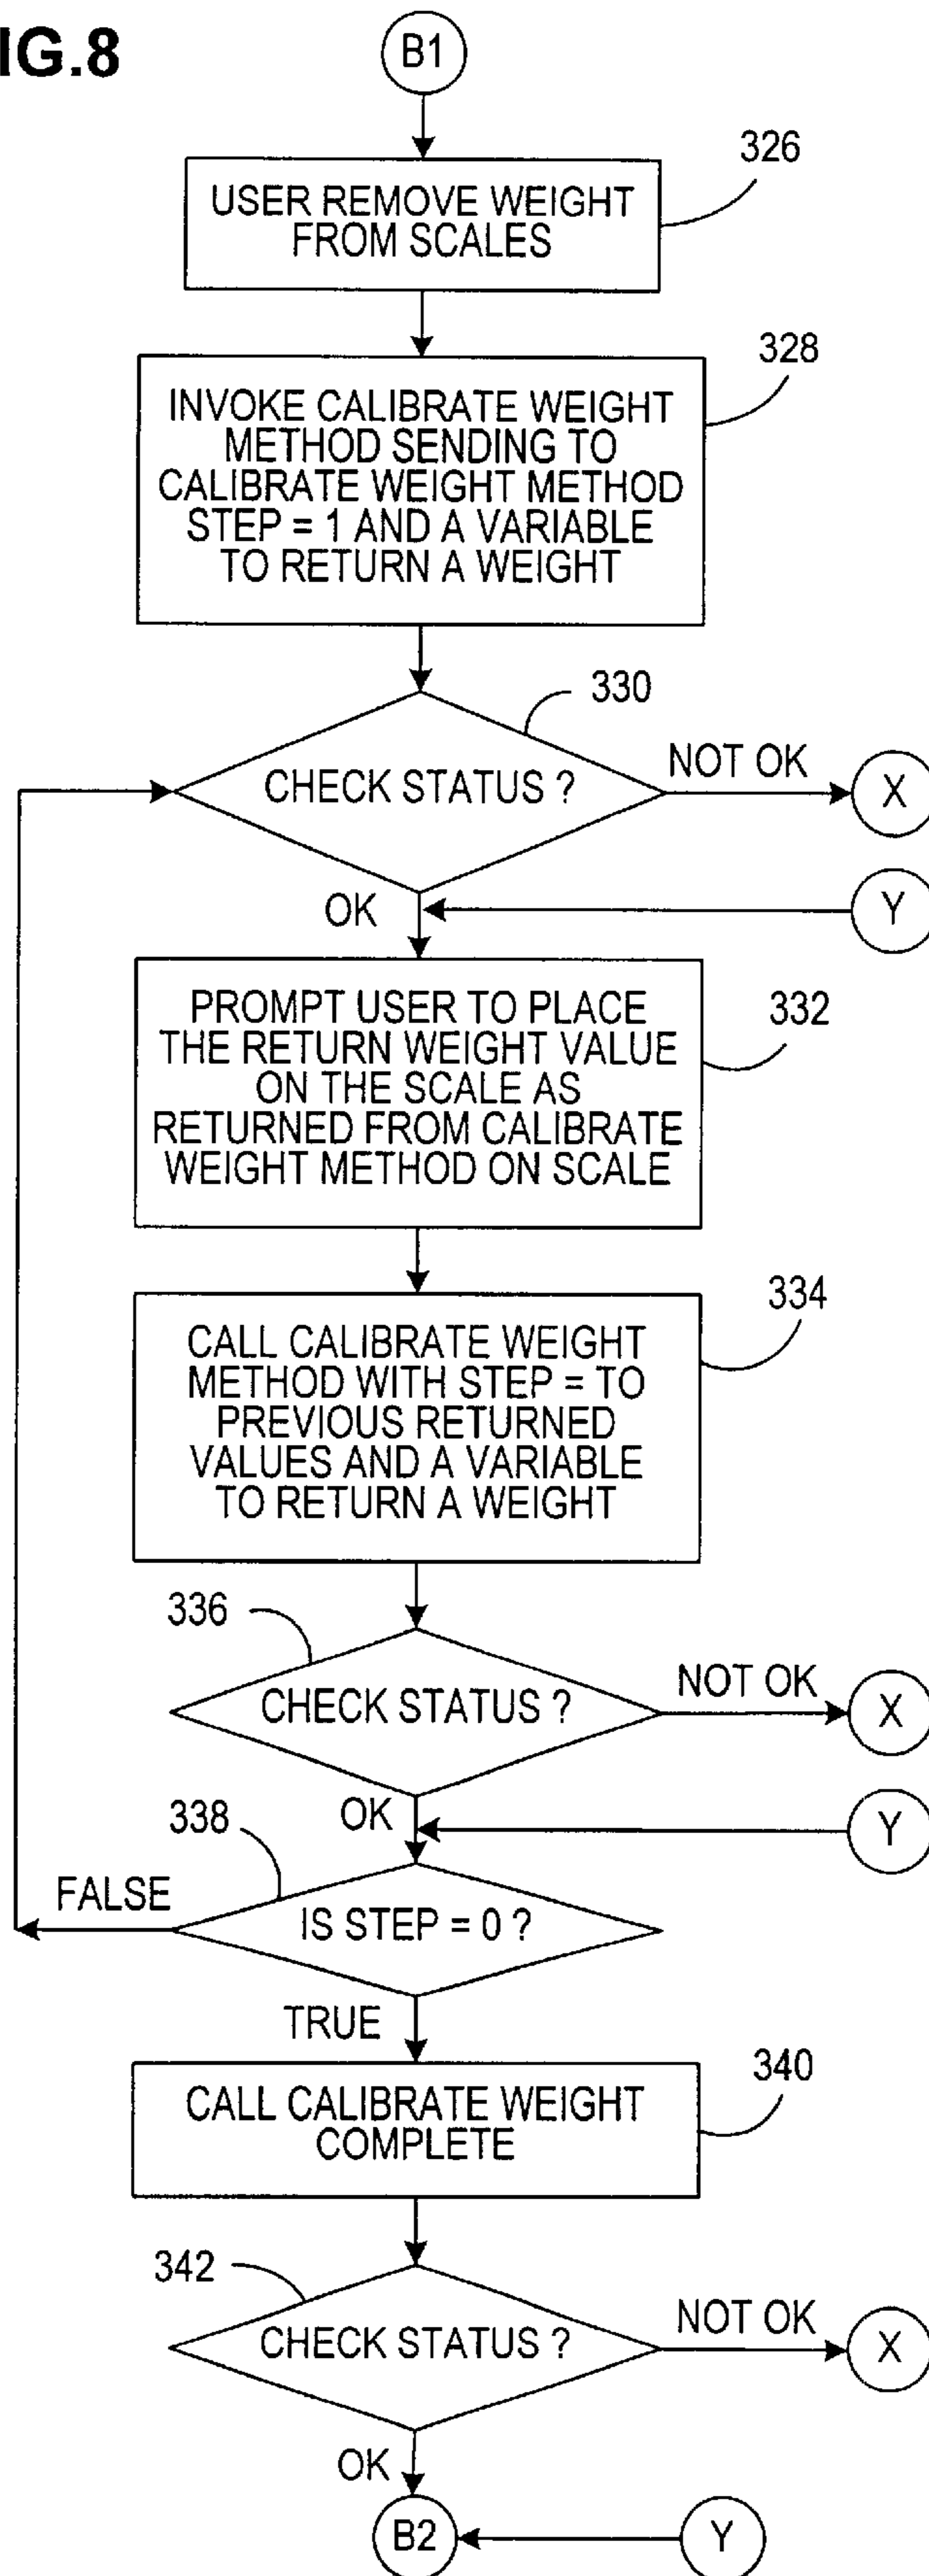 IG.8
B1
326
USER REMOVE WEIGHT
FROM SCALES
328
INVOKE CALIBRATE WEIGHT
METHOD SENDING TO
CALIBRATE WEIGHT METHOD
STEP = 1 AND A VARIABLE
TO RETURN A WEIGHT
330
CHECK STATUS ?
NOT OK
X
OK
Y
332
PROMPT USER TO PLACE
THE RETURN WEIGHT VALUE
ON THE SCALE AS
RETURNED FROM CALIBRATE
WEIGHT METHOD ON SCALE
334
CALL CALIBRATE WEIGHT
METHOD WITH STEP = TO
PREVIOUS RETURNED
VALUES AND A VARIABLE
TO RETURN A WEIGHT
336
CHECK STATUS ?
NOT OK
X
OK
Y
338
FALSE
IS STEP = 0 ?
TRUE
340
CALL CALIBRATE WEIGHT
COMPLETE
342
CHECK STATUS ?
NOT OK
X
OK
B2
Y